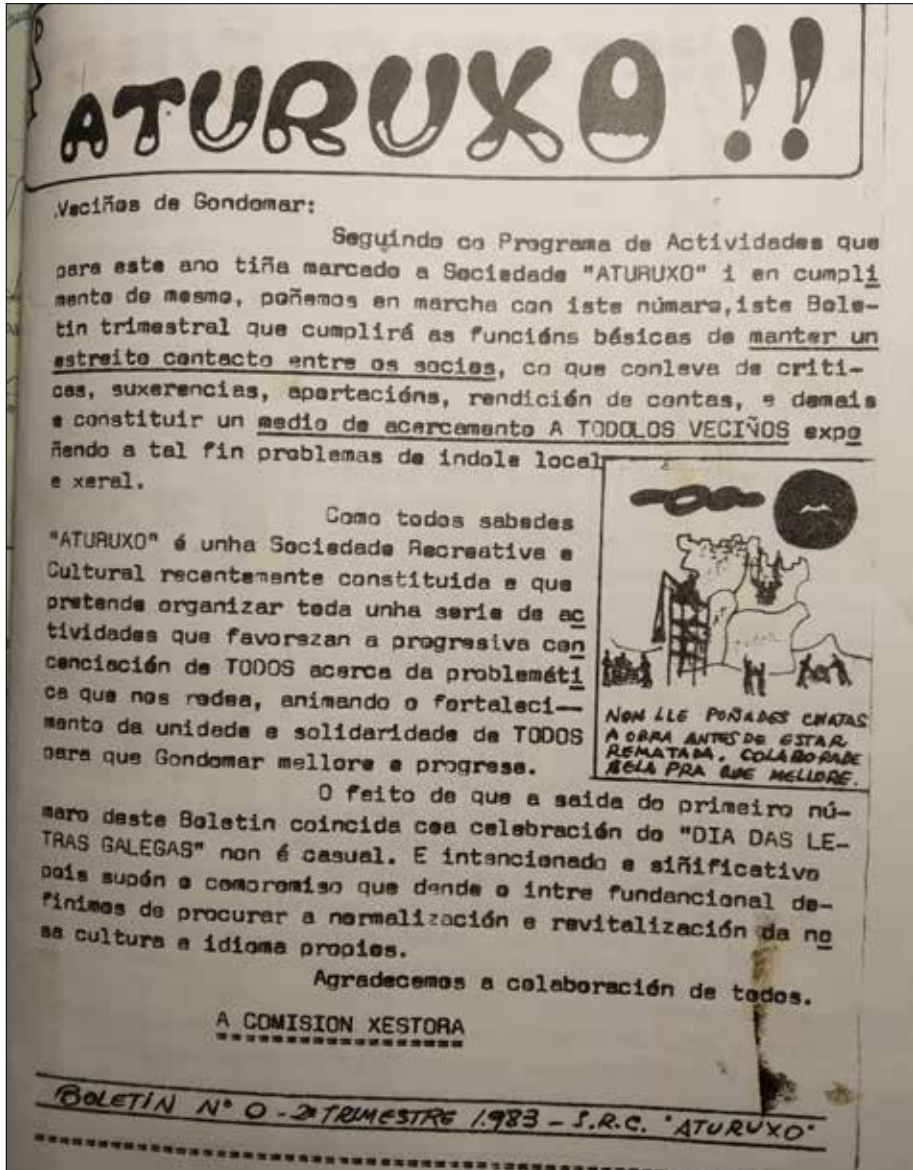 ATURUXO !!
Veciños de Gondomar:
Seguindo co Programa de Actividades que
para este ano tiña marcado a Sociedade "ATURUXO" i en cumpli
mento do mesmo, poñemos en marcha con iste número,iste Bole-
tin trimestral que cumplirá as funcións básicas de manter un
estreito contacto entre os socios, co que conleva de criti-
cas, suxerencias, aportacións, rendición de contas, e demais
e constituir un medio de acercamento A TODOLOS VECIÑOS expo
ñendo a tal fin problemas de indole local
e xeral.
Como todos sabedes
"ATURUXO" é unha Sociedade Recreativa e
Cultural recentemente constituida e que
pretende organizar toda unha serie de ac
tividades que favorezan a progresiva con
cenciación de TODOS acerca da problemáti
ca que nos rodea, animando o fortaleci—
mento da unidade e solidaridade de TODOS
para que Gondomar mellore e progrese.
NON LLE POÑADES CHATAS
A OBRA ANTES DE ESTAR
REMATADA. COLABORADE
NELA PRA QUE MELLORE.
O feito de que a saida do primeiro nú-
mero deste Boletin coincida coa celebración do "DIA DAS LE-
TRAS GALEGAS" non é casual. E intencionado e siñificativo
pois supón o compromiso que dende o intre fundancional de-
finimos de procurar a normalización e revitalización da no
sa cultura e idioma propios.
Agradecemos a colaboración de todos.
A COMISION XESTORA
BOLETÍN Nº 0 - 2º TRIMESTRE 1.983 - S.R.C. "ATURUXO"